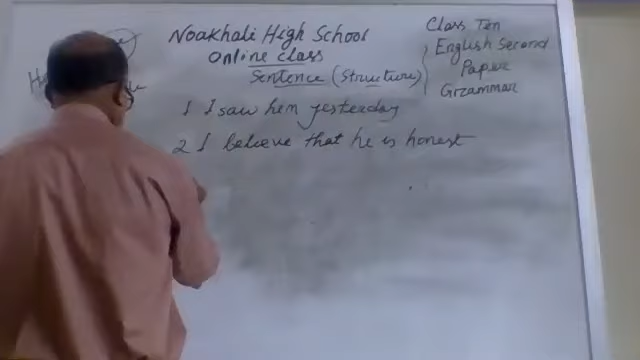 Noakhali High School
Online class
Sentence (Structure)
Class Ten
English Second
Paper
Grammar
1 I saw him yesterday
2 I believe that he is honest